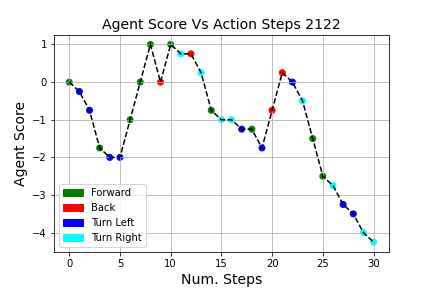 Agent Score Vs Action Steps 2122
1
0
−1
−2
−3
−4
Agent Score
Forward
Back
Turn Left
Turn Right
0 5 10 15 20 25 30
Num. Steps